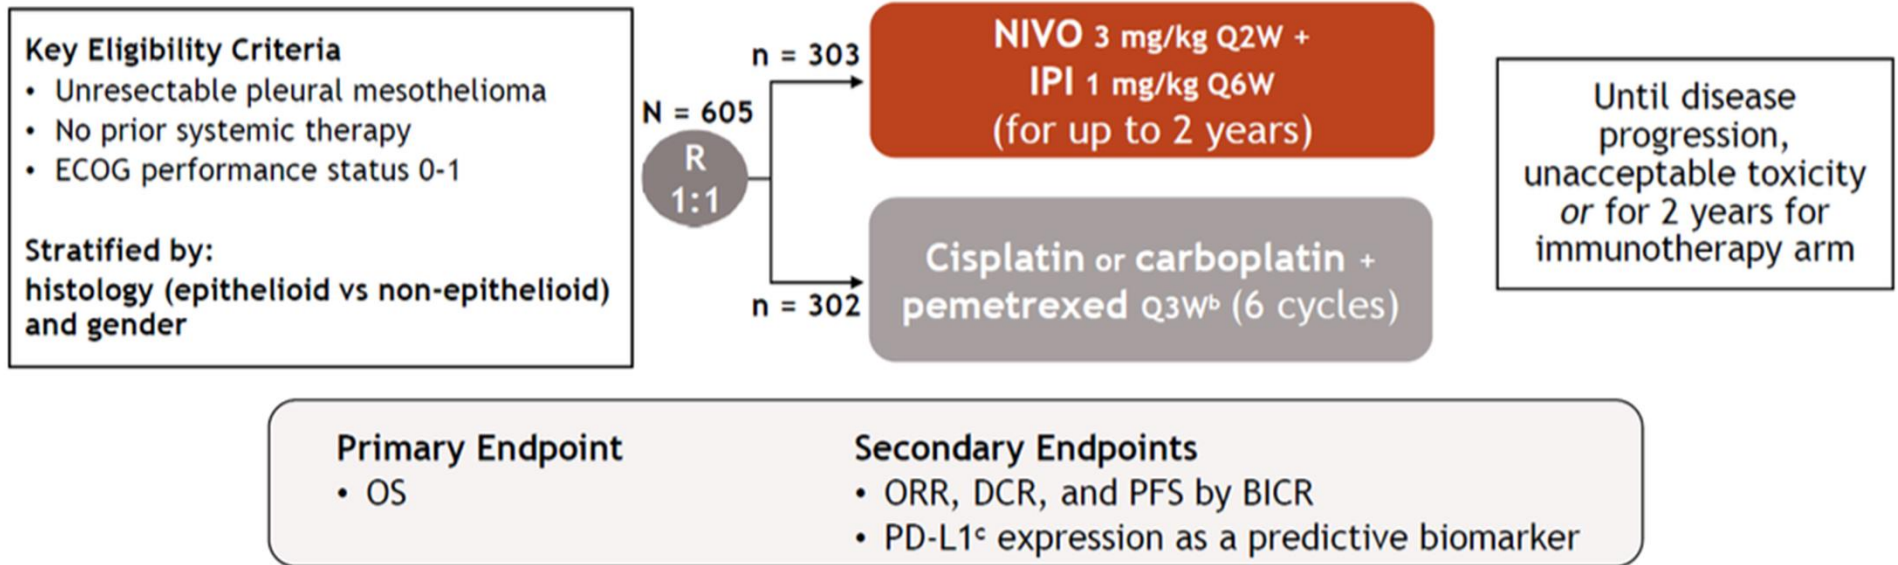 Key Eligibility Criteria
• Unresectable pleural mesothelioma
• No prior systemic therapy
• ECOG performance status 0-1
Stratified by:
histology (epithelioid vs non-epithelioid)
and gender
N = 605
R
1:1
n = 303
n = 302
NIVO 3 mg/kg Q2W +
IPI 1 mg/kg Q6W
(for up to 2 years)
Cisplatin or carboplatin +
pemetrexed Q3Wᵇ (6 cycles)
Until disease
progression,
unacceptable toxicity
or for 2 years for
immunotherapy arm
Primary Endpoint
• OS
Secondary Endpoints
• ORR, DCR, and PFS by BICR
• PD-L1ᶜ expression as a predictive biomarker